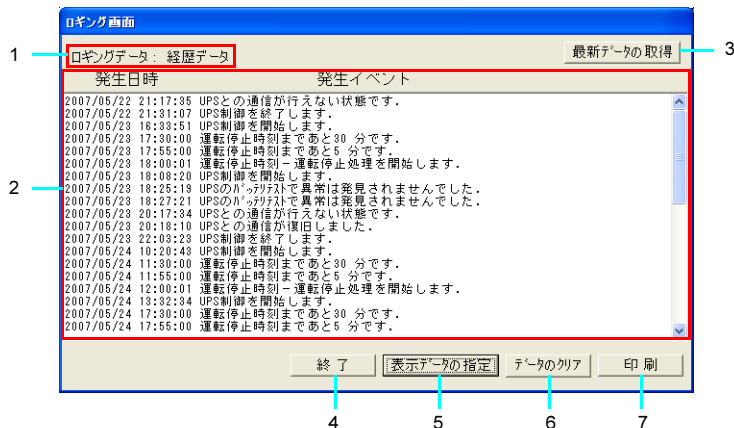 ロギング画面
1
ロギングデータ: 経歴データ
最新ﾃﾞｰﾀの取得
3
発生日時 発生イベント
2
2007/05/22 21:17:35 UPSとの通信が行えない状態です.
2007/05/22 21:31:07 UPS制御を終了します.
2007/05/23 16:33:51 UPS制御を開始します.
2007/05/23 17:30:00 運転停止時刻まであと30 分です.
2007/05/23 17:55:00 運転停止時刻まであと5 分です.
2007/05/23 18:00:01 運転停止時刻－運転停止処理を開始します.
2007/05/23 18:08:20 UPS制御を開始します.
2007/05/23 18:25:19 UPSのﾊﾞｯﾃﾘﾃｽﾄで異常は発見されませんでした.
2007/05/23 18:27:21 UPSのﾊﾞｯﾃﾘﾃｽﾄで異常は発見されませんでした.
2007/05/23 20:17:34 UPSとの通信が行えない状態です.
2007/05/23 20:18:10 UPSとの通信が復旧しました.
2007/05/23 22:03:23 UPS制御を終了します.
2007/05/24 10:20:43 UPS制御を開始します.
2007/05/24 11:30:00 運転停止時刻まであと30 分です.
2007/05/24 11:55:00 運転停止時刻まであと5 分です.
2007/05/24 12:00:01 運転停止時刻－運転停止処理を開始します.
2007/05/24 13:32:34 UPS制御を開始します.
2007/05/24 17:30:00 運転停止時刻まであと30 分です.
2007/05/24 17:55:00 運転停止時刻まであと5 分です.
終 了 表示ﾃﾞｰﾀの指定 ﾃﾞｰﾀのｸﾘｱ 印 刷
4 5 6 7